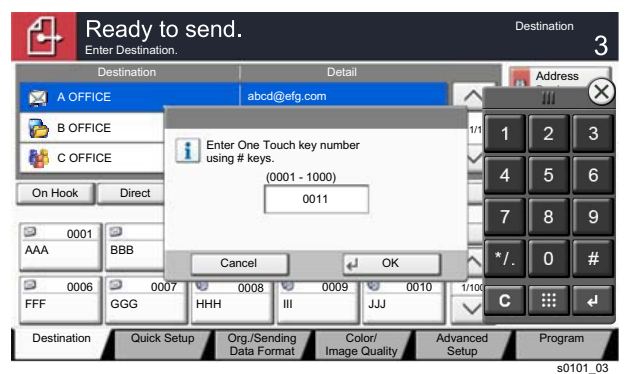 Ready to send.
Enter Destination.
Destination
3
Destination
Detail
Address
A OFFICE
abcd@efg.com
B OFFICE
1/1
C OFFICE
On Hook
Direct
Enter One Touch key number
using # keys.
(0001 - 1000)
0011
Cancel
OK
1
2
3
4
5
6
7
8
9
*/.
0
#
C
0001
AAA
BBB
0006
FFF
0007
GGG
0008
HHH
0009
III
0010
JJJ
1/100
Destination
Quick Setup
Org./Sending
Data Format
Color/
Image Quality
Advanced
Setup
Program
s0101_03